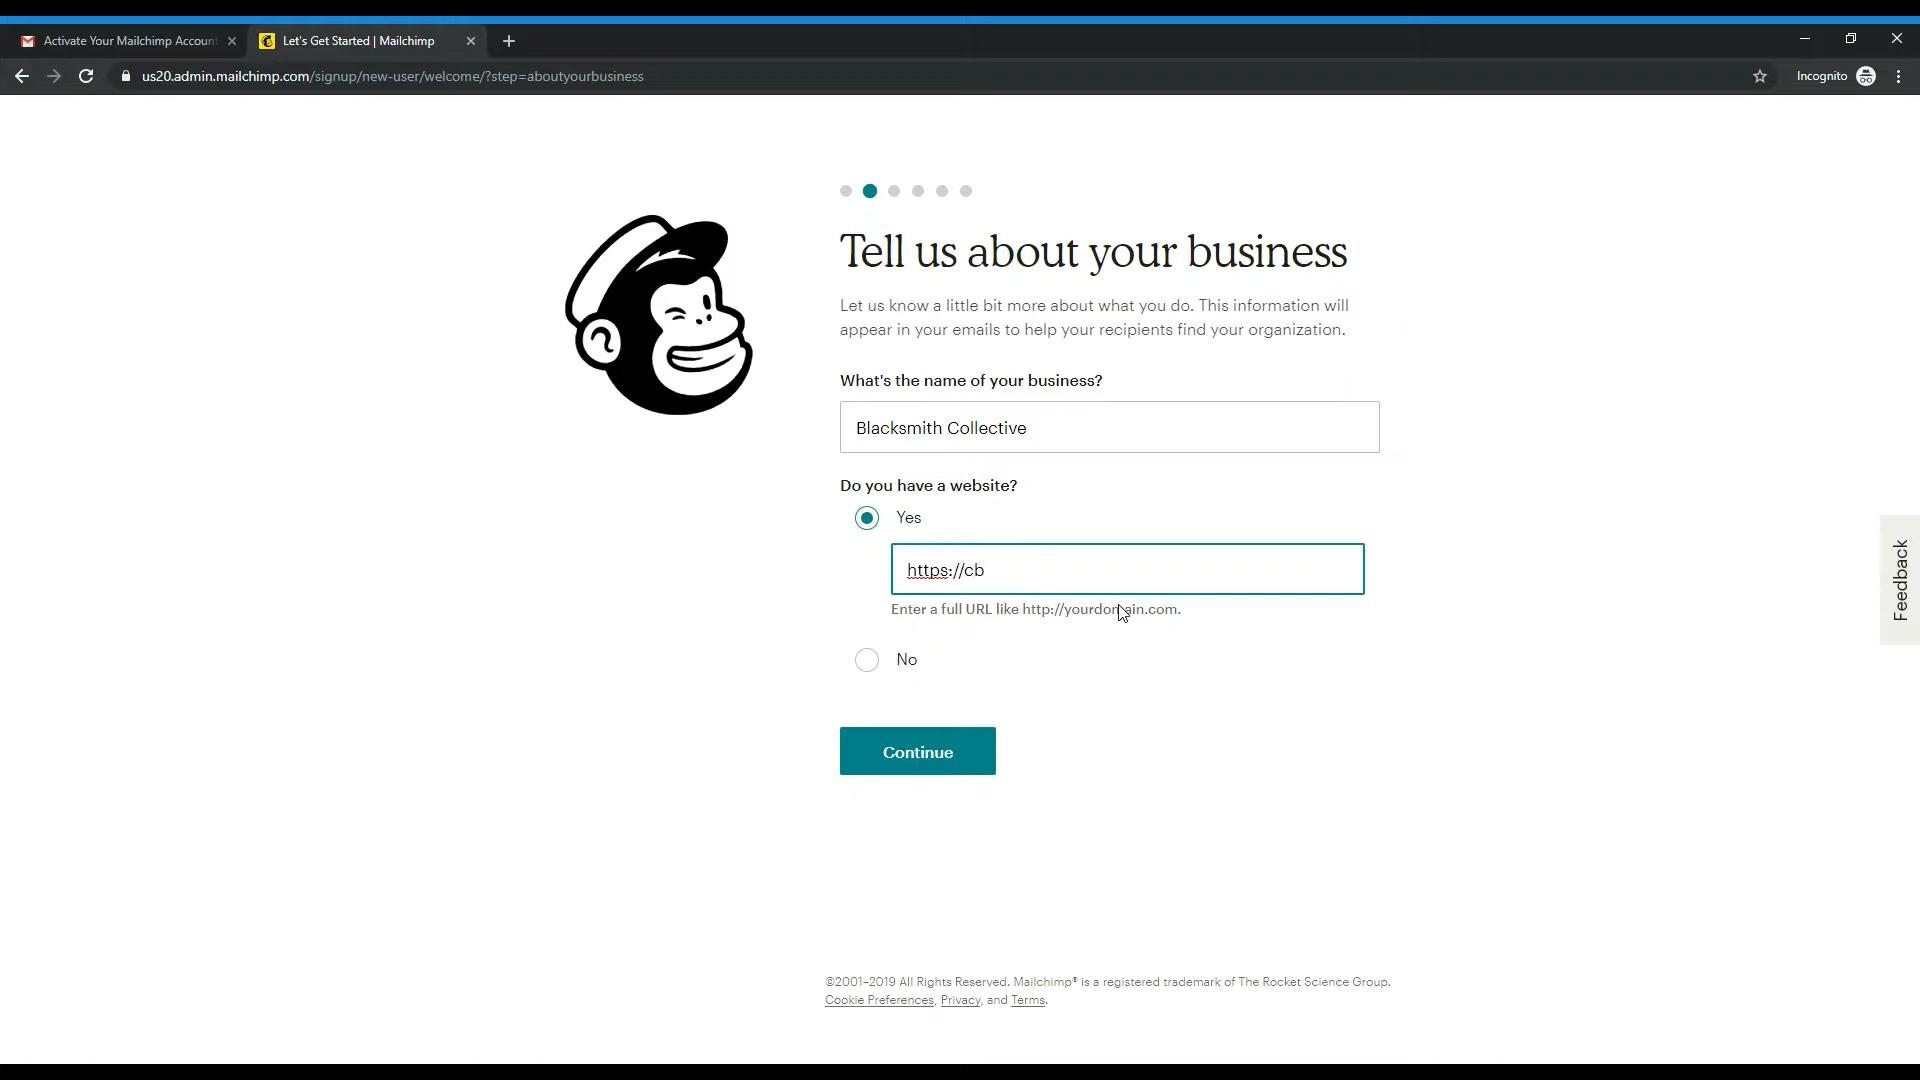 Activate Your Mailchimp Accoun
Let's Get Started | Mailchimp
us20.admin.mailchimp.com/signup/new-user/welcome/?step=aboutyourbusiness
Incognito
Tell us about your business
Let us know a little bit more about what you do. This information will
appear in your emails to help your recipients find your organization.
What's the name of your business?
Blacksmith Collective
Do you have a website?
Yes
https://cb
Enter a full URL like http://yourdomain.com.
No
Continue
Feedback
©2001–2019 All Rights Reserved. Mailchimp® is a registered trademark of The Rocket Science Group.
Cookie Preferences, Privacy, and Terms.